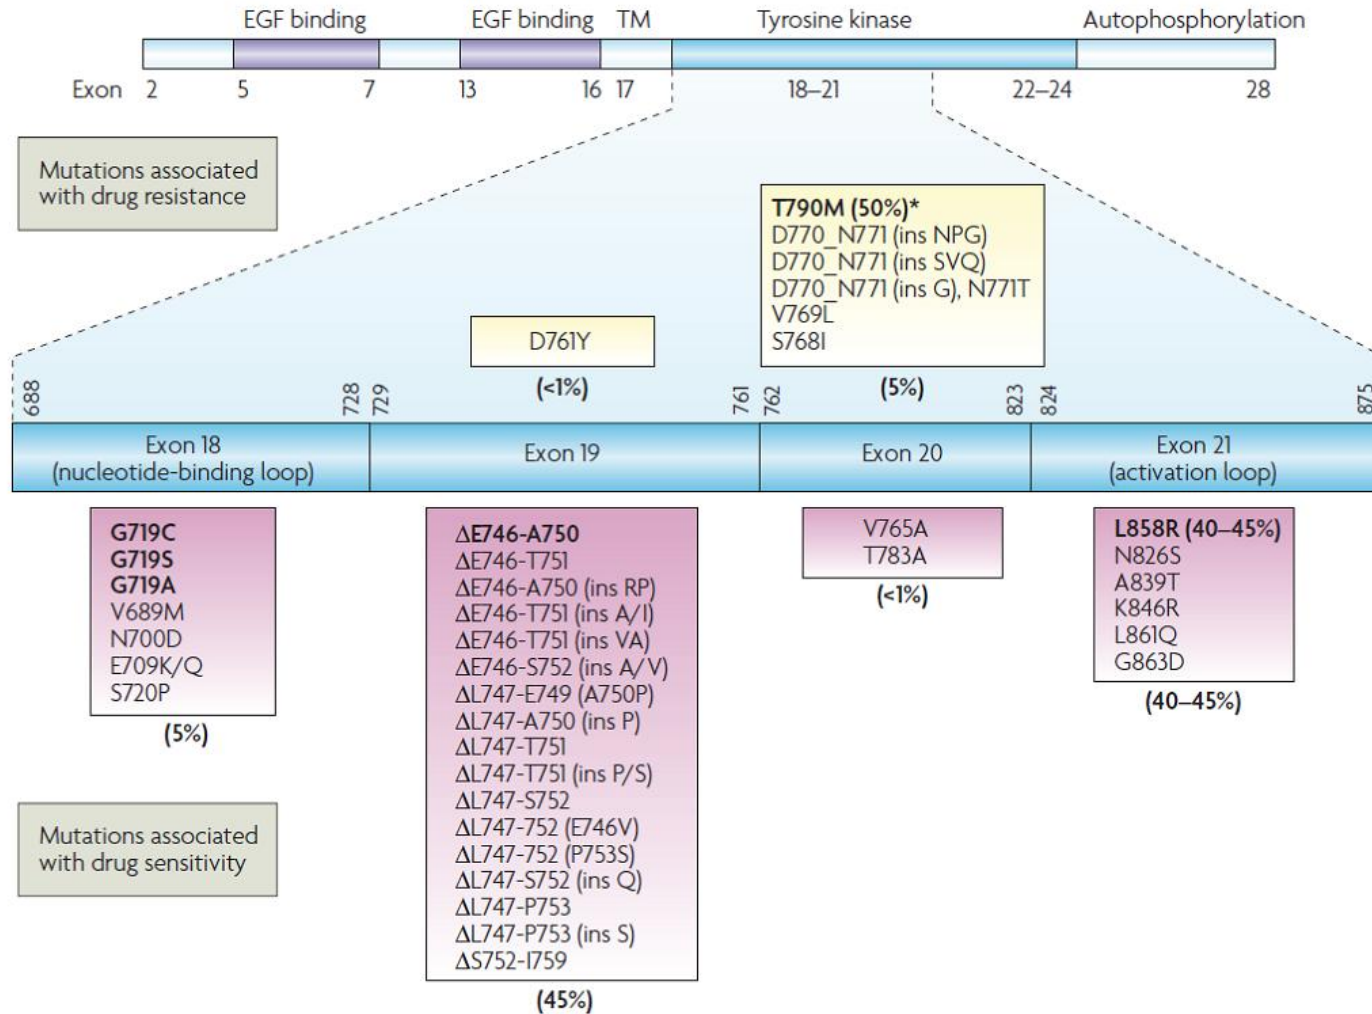 EGF binding EGF binding TM Tyrosine kinase Autophosphorylation
Exon 2 5 7 13 16 17 18–21 22–24 28
Mutations associated
with drug resistance
T790M (50%)*
D770_N771 (ins NPG)
D770_N771 (ins SVQ)
D770_N771 (ins G), N771T
V769L
S768I
(5%)
D761Y
(<1%)
688 728 729 761 762 823 824 875
Exon 18
(nucleotide-binding loop)
Exon 19
Exon 20
Exon 21
(activation loop)
G719C
G719S
G719A
V689M
N700D
E709K/Q
S720P
(5%)
ΔE746-A750
ΔE746-T751
ΔE746-A750 (ins RP)
ΔE746-T751 (ins A/I)
ΔE746-T751 (ins VA)
ΔE746-S752 (ins A/V)
ΔL747-E749 (A750P)
ΔL747-A750 (ins P)
ΔL747-T751
ΔL747-T751 (ins P/S)
ΔL747-S752
ΔL747-752 (E746V)
ΔL747-752 (P753S)
ΔL747-S752 (ins Q)
ΔL747-P753
ΔL747-P753 (ins S)
ΔS752-I759
(45%)
V765A
T783A
(<1%)
L858R (40–45%)
N826S
A839T
K846R
L861Q
G863D
(40–45%)
Mutations associated
with drug sensitivity